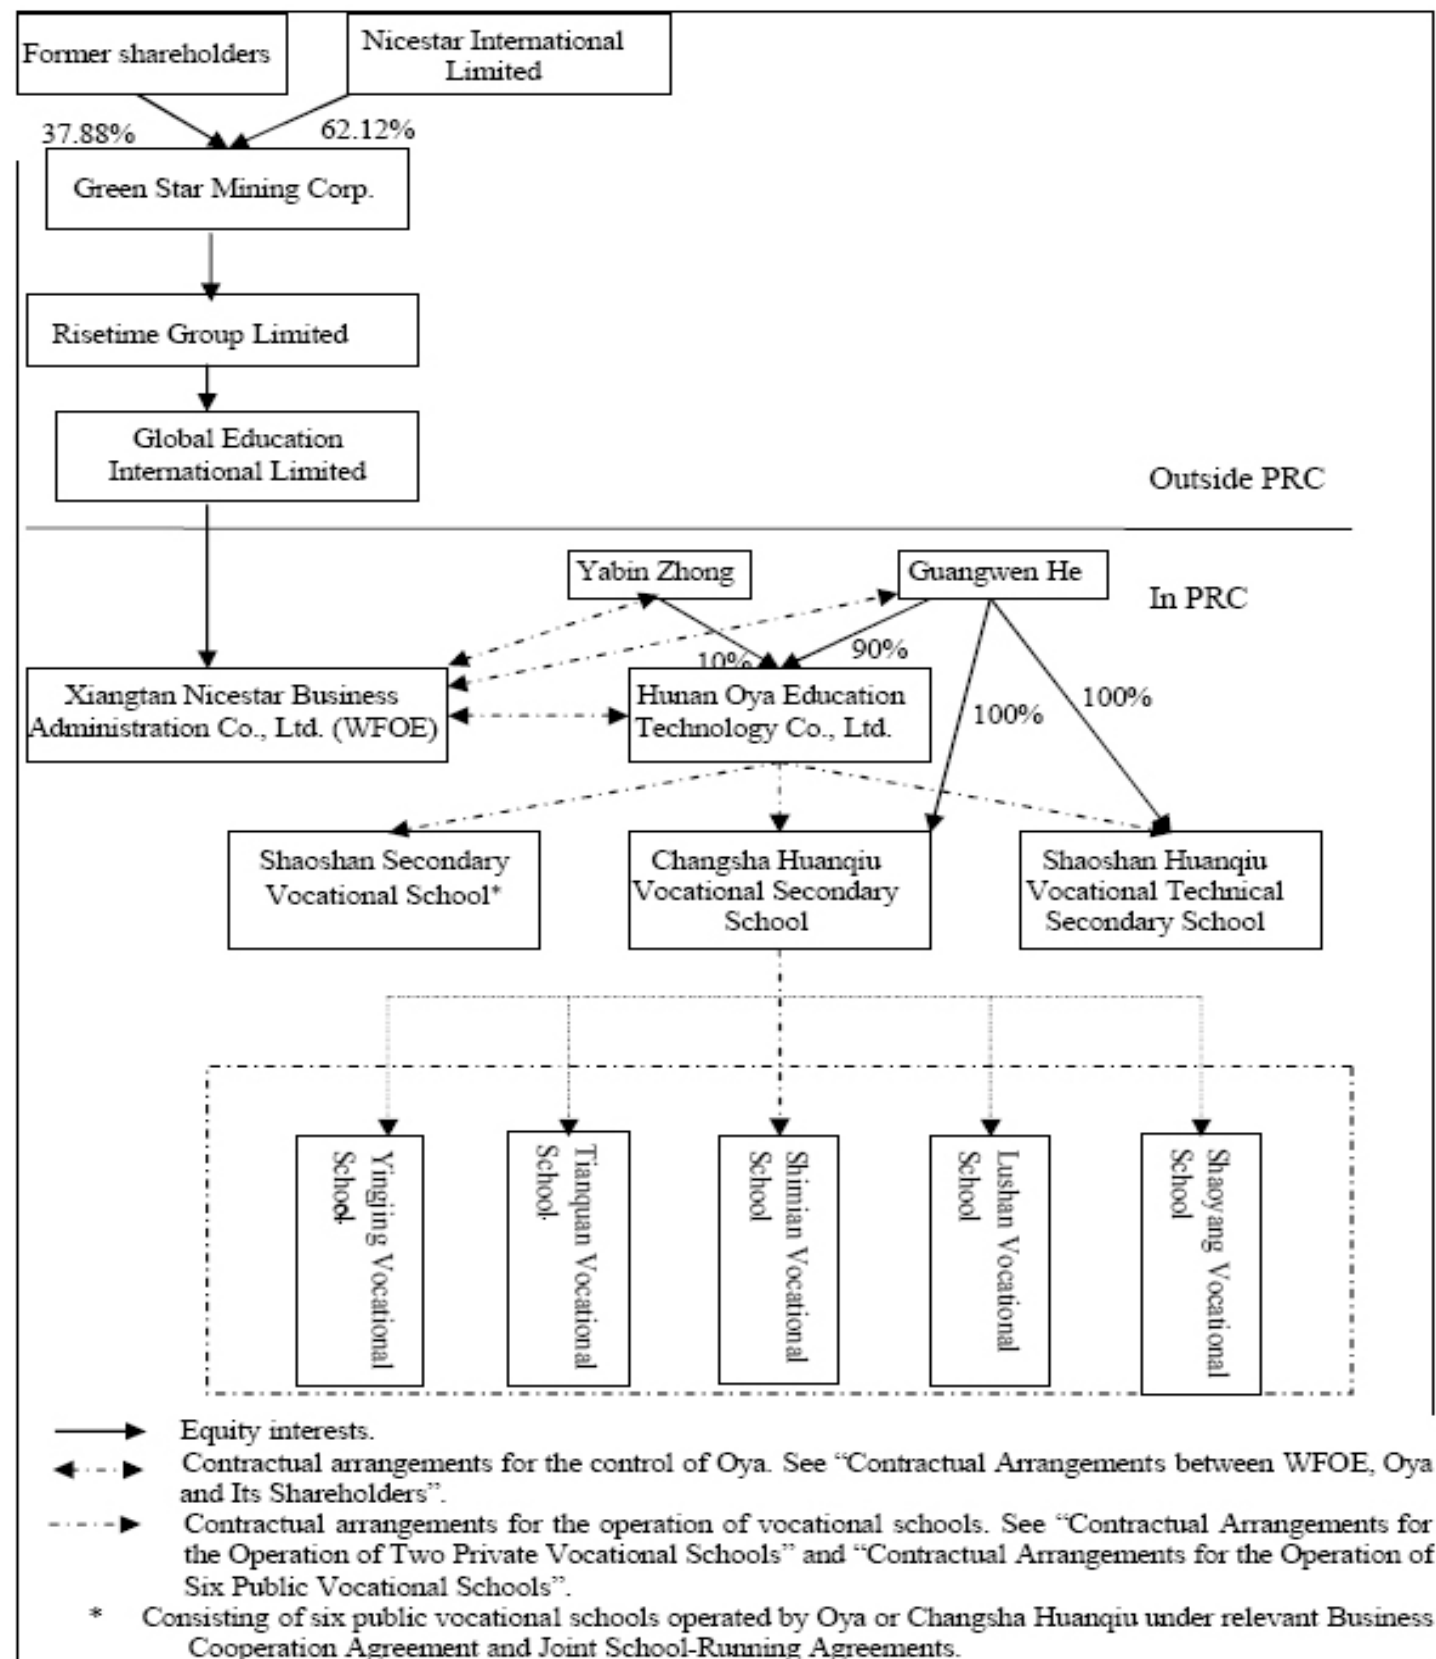 Former shareholders
Nicestar International
Limited
37.88%
62.12%
Green Star Mining Corp.
Risetime Group Limited
Global Education
International Limited
Outside PRC
Yabin Zhong
Guangwen He
In PRC
10%
90%
100%
100%
Xiangtan Nicestar Business
Administration Co., Ltd. (WFOE)
Hunan Oya Education
Technology Co., Ltd.
Shaoshan Secondary
Vocational School*
Changsha Huanqiu
Vocational Secondary
School
Shaoshan Huanqiu
Vocational Technical
Secondary School
Yingjing Vocational
School
Tianquan Vocational
School
Shimian Vocational
School
Lushan Vocational
School
Shaoyang Vocational
School
Equity interests.
Contractual arrangements for the control of Oya. See “Contractual Arrangements between WFOE, Oya
and Its Shareholders”.
Contractual arrangements for the operation of vocational schools. See “Contractual Arrangements for
the Operation of Two Private Vocational Schools” and “Contractual Arrangements for the Operation of
Six Public Vocational Schools”.
* Consisting of six public vocational schools operated by Oya or Changsha Huanqiu under relevant Business
Cooperation Agreement and Joint School-Running Agreements.